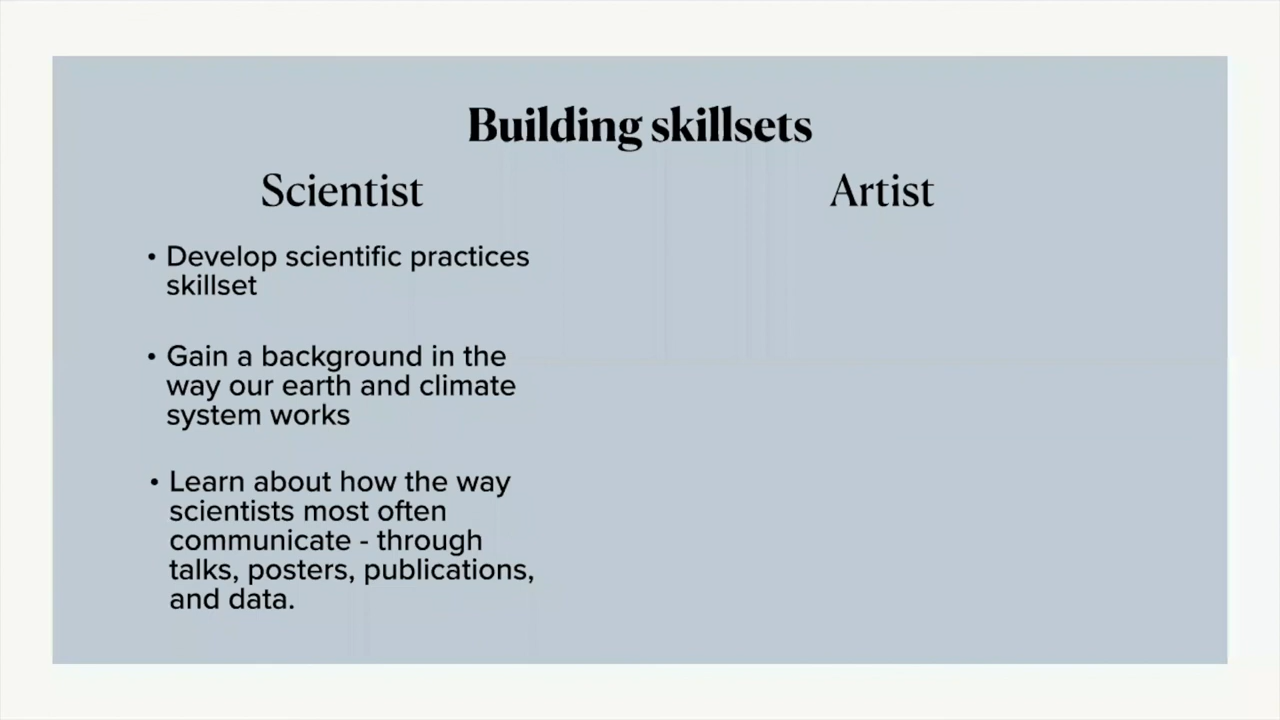 Building skillsets
Scientist
Artist
• Develop scientific practices
skillset
• Gain a background in the
way our earth and climate
system works
• Learn about how the way
scientists most often
communicate - through
talks, posters, publications,
and data.